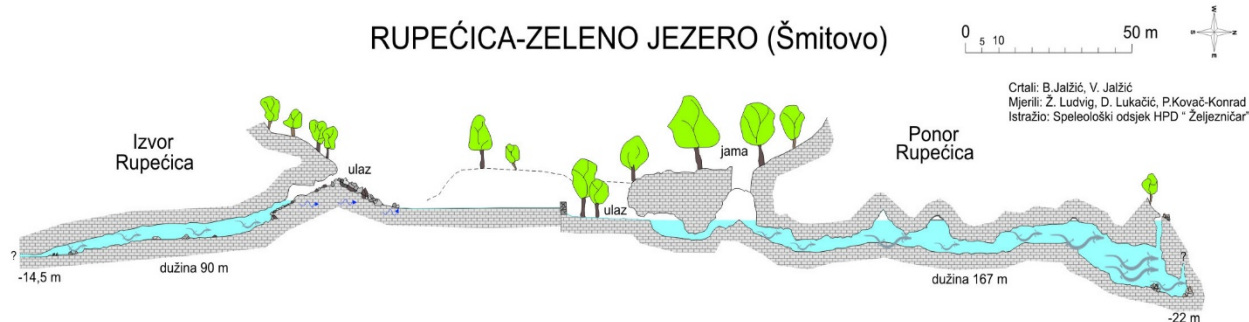 RUPEĆICA-ZELENO JEZERO (Šmitovo)
0 5 10 50 m
W
S N
E
Crtali: B.Jalžić, V. Jalžić
Mjerili: Ž. Ludvig, D. Lukačić, P.Kovač-Konrad
Istražio: Speleološki odsjek HPD “ Željezničar”
Izvor
Rupećica
ulaz
jama
Ponor
Rupećica
ulaz
?
-14,5 m
dužina 90 m
dužina 167 m
?
-22 m